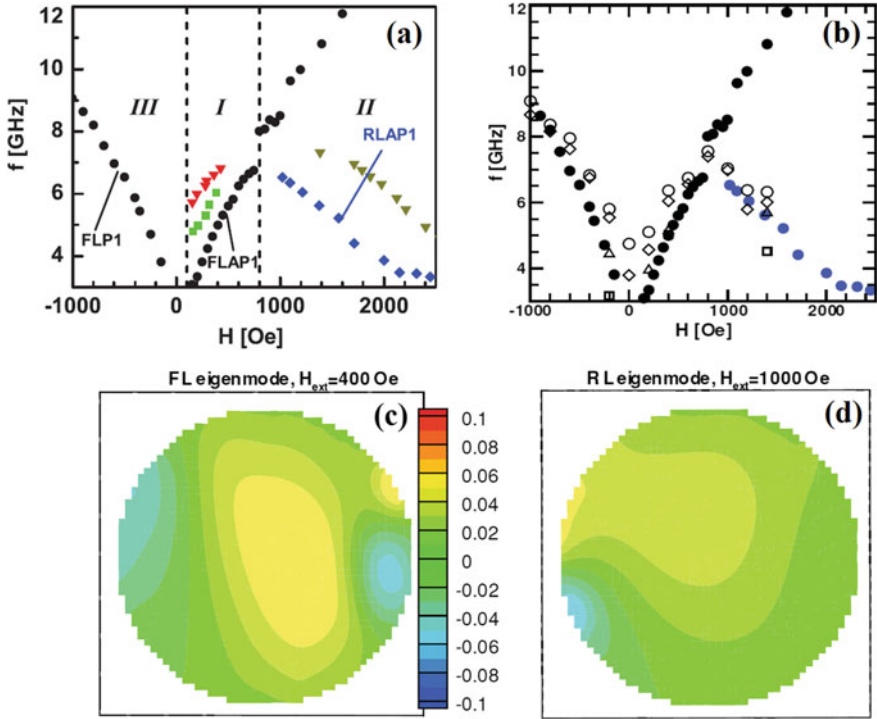 (a)
12
10
8
6
4
f [GHz]
III
I
II
RLAP1
FLP1
FLAP1
-1000
0
1000
2000
H [Oe]
(b)
12
10
8
6
4
f [GHz]
-1000
0
1000
2000
H [Oe]
FL eigenmode, Hext=400 Oe
(c)
0.1
0.08
0.06
0.04
0.02
0
-0.02
-0.04
-0.06
-0.08
-0.1
RL eigenmode, Hext=1000 Oe
(d)